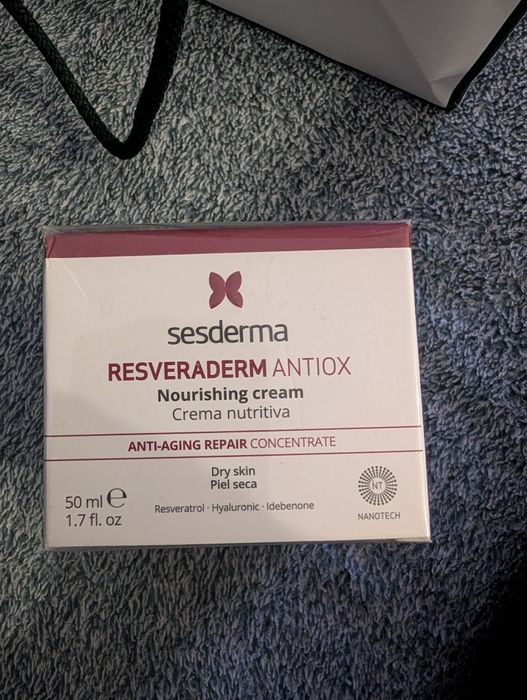 sesderma
RESVERADERM ANTIOX
Nourishing cream
Crema nutritiva
ANTI-AGING REPAIR CONCENTRATE
Dry skin
Piel seca
50 ml ℮
1.7 fl. oz
Resveratrol · Hyaluronic · Idebenone
NT
NANOTECH